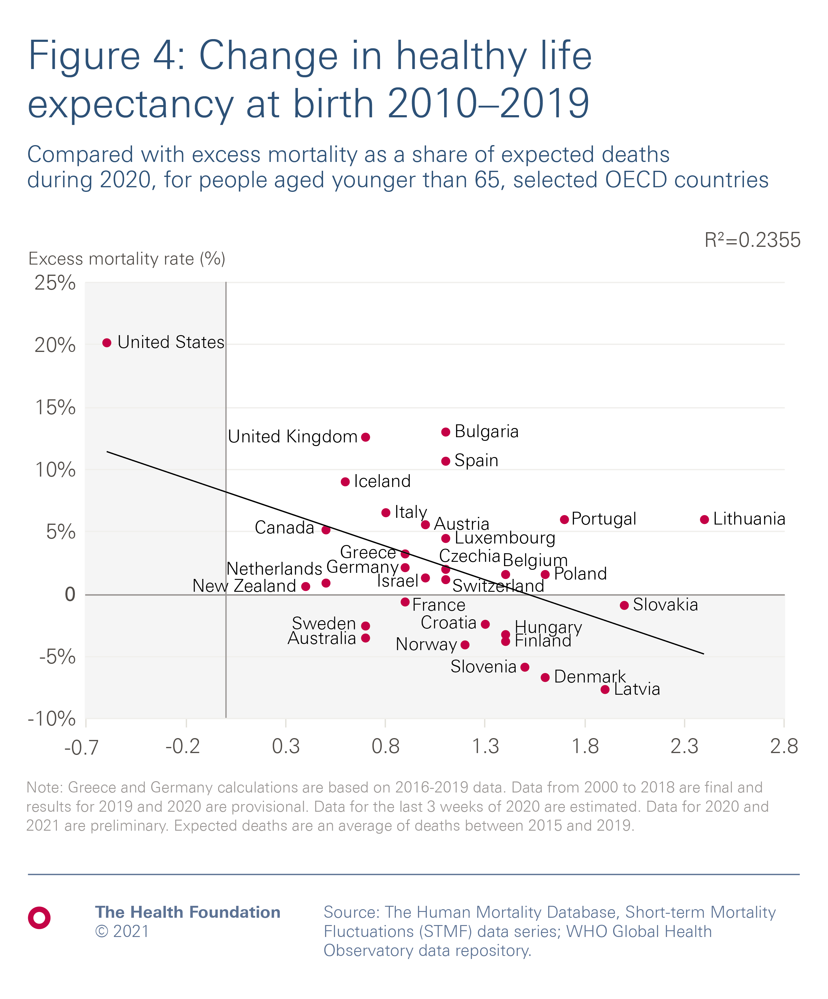 Figure 4: Change in healthy life
expectancy at birth 2010–2019
Compared with excess mortality as a share of expected deaths
during 2020, for people aged younger than 65, selected OECD countries
R²=0.2355
Excess mortality rate (%)
25%
20%
15%
10%
5%
0
-5%
-10%
United States
United Kingdom
Bulgaria
Spain
Iceland
Italy
Austria
Portugal
Lithuania
Canada
Luxembourg
Greece
Czechia
Belgium
Netherlands
Germany
Poland
Israel
New Zealand
Switzerland
France
Slovakia
Sweden
Croatia
Hungary
Australia
Finland
Norway
Slovenia
Denmark
Latvia
-0.7
-0.2
0.3
0.8
1.3
1.8
2.3
2.8
Note: Greece and Germany calculations are based on 2016-2019 data. Data from 2000 to 2018 are final and
results for 2019 and 2020 are provisional. Data for the last 3 weeks of 2020 are estimated. Data for 2020 and
2021 are preliminary. Expected deaths are an average of deaths between 2015 and 2019.
The Health Foundation
© 2021
Source: The Human Mortality Database, Short-term Mortality
Fluctuations (STMF) data series; WHO Global Health
Observatory data repository.